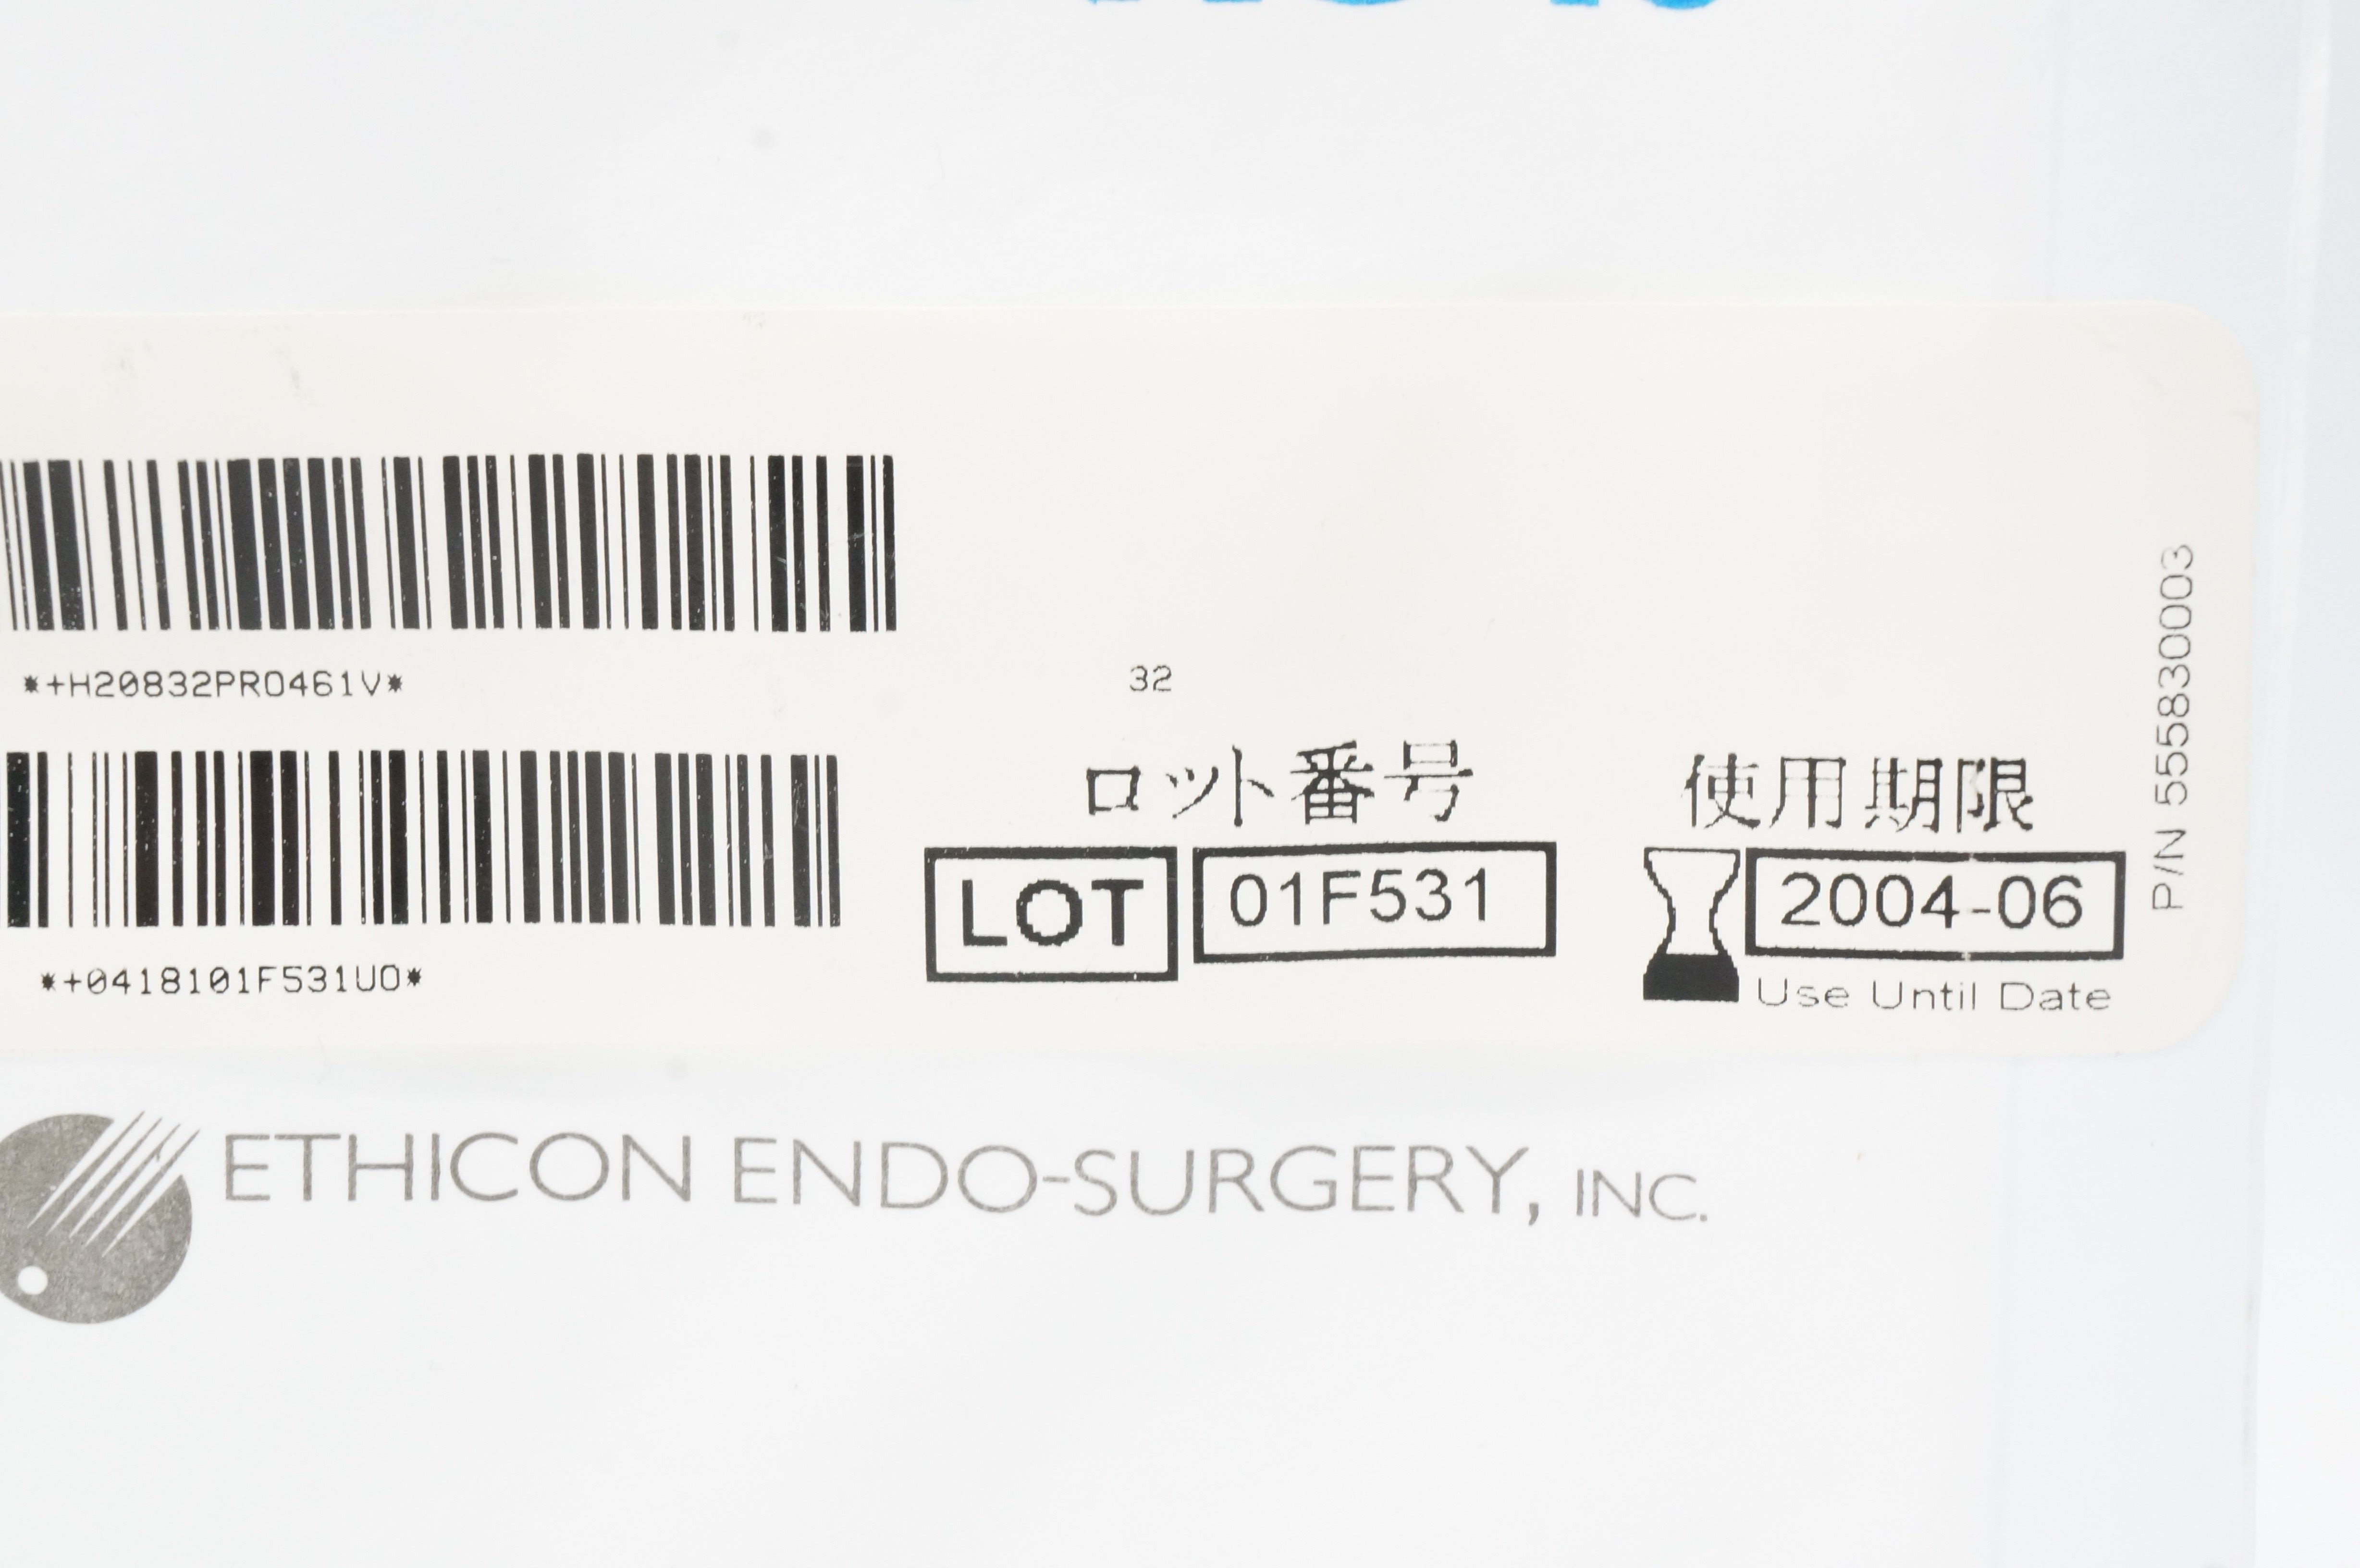 *+H20832PR0461V*
32
*+0418101F531U0*
ロット番号
LOT 01F531
使用期限
2004-06
Use Until Date
P/N 555830003
ETHICON ENDO-SURGERY, INC.